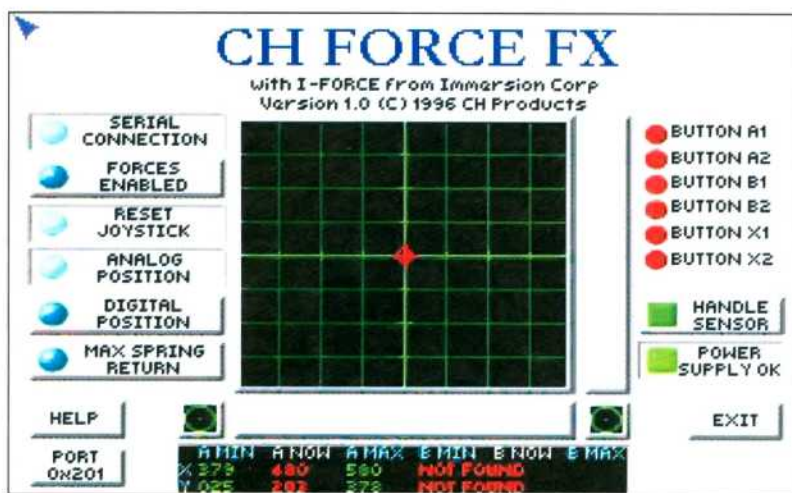 CH FORCE FX
with I-FORCE from Immersion Corp
Version 1.0 (C) 1996 CH Products
SERIAL
CONNECTION
FORCES
ENABLED
RESET
JOYSTICK
ANALOG
POSITION
DIGITAL
POSITION
MAX SPRING
RETURN
HELP
PORT
0x201
BUTTON A1
BUTTON A2
BUTTON B1
BUTTON B2
BUTTON X1
BUTTON X2
HANDLE
SENSOR
POWER
SUPPLY OK
EXIT
A MIN A NOW A MAX B MIN B NOW B MAX
X 379 480 580 NOT FOUND
Y 025 202 378 NOT FOUND